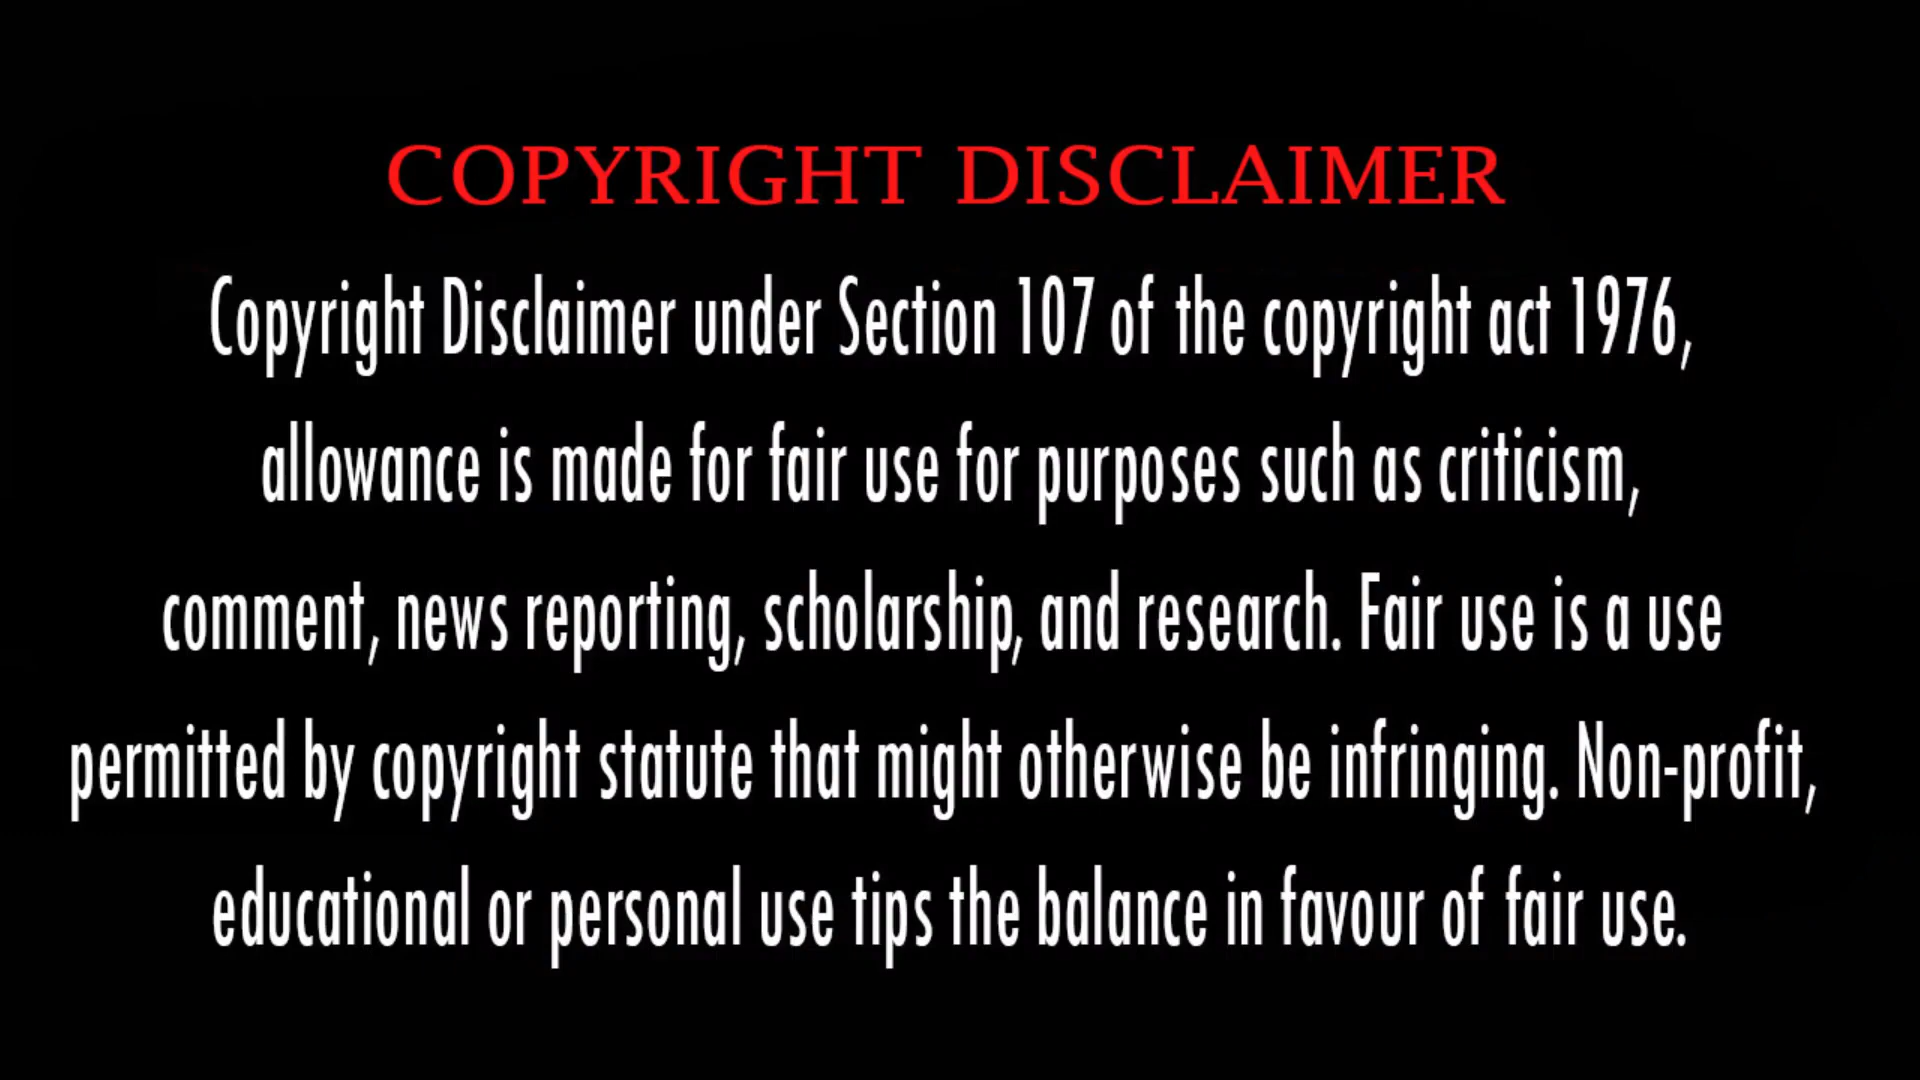 COPYRIGHT DISCLAIMER
Copyright Disclaimer under Section 107 of the copyright act 1976,
allowance is made for fair use for purposes such as criticism,
comment, news reporting, scholarship, and research. Fair use is a use
permitted by copyright statute that might otherwise be infringing. Non-profit,
educational or personal use tips the balance in favour of fair use.